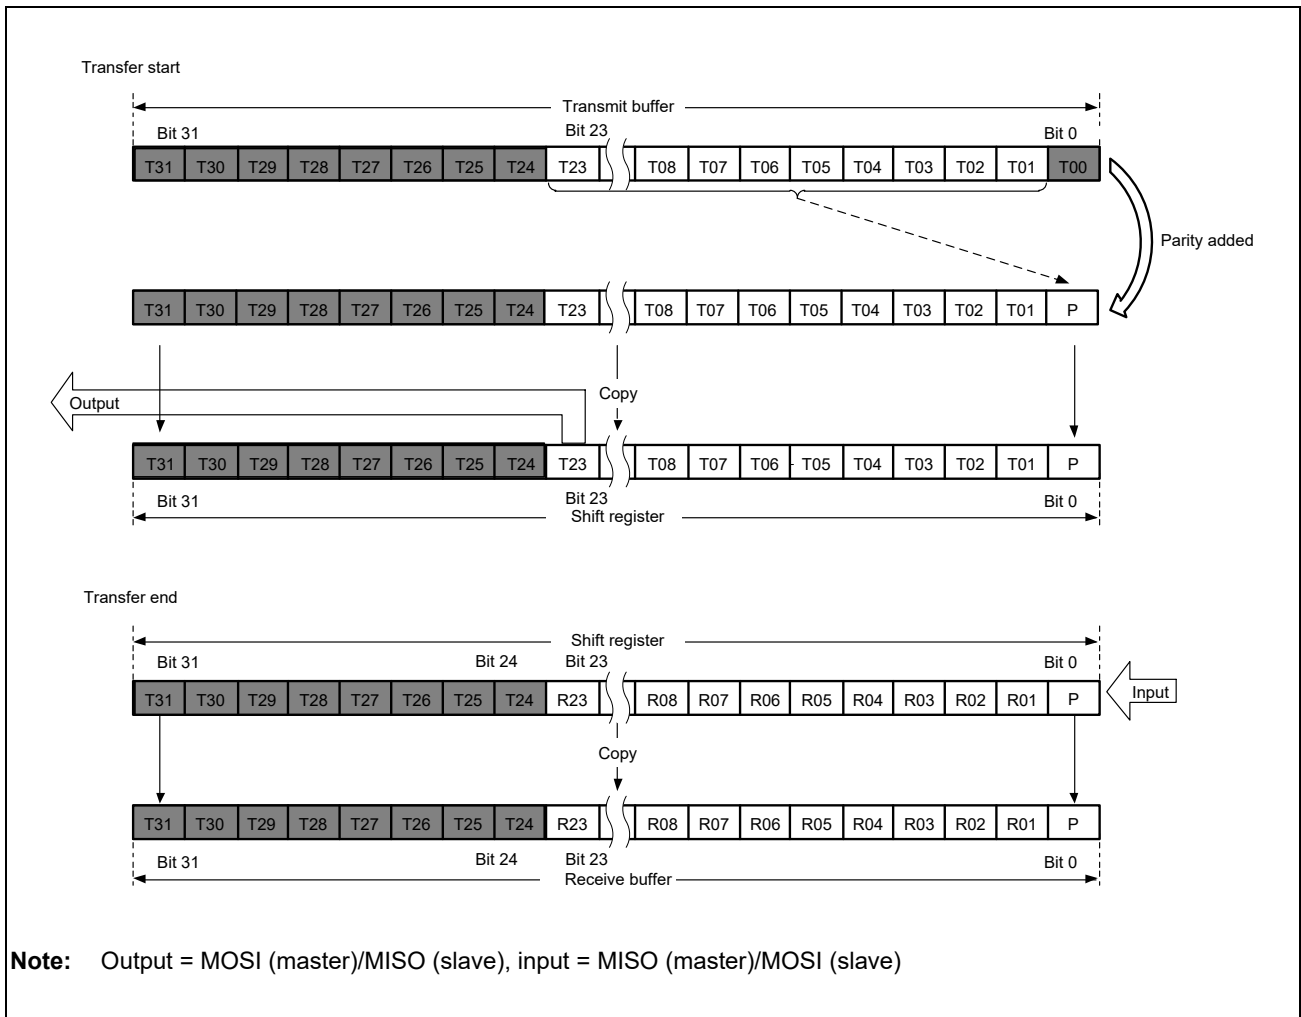 Transfer start
Transmit buffer
Bit 31 Bit 23 Bit 0
T31 T30 T29 T28 T27 T26 T25 T24 T23 T08 T07 T06 T05 T04 T03 T02 T01 T00
Parity added
T31 T30 T29 T28 T27 T26 T25 T24 T23 T08 T07 T06 T05 T04 T03 T02 T01 P
Copy
Output
T31 T30 T29 T28 T27 T26 T25 T24 T23 T08 T07 T06 T05 T04 T03 T02 T01 P
Bit 31 Bit 23 Bit 0
Shift register
Transfer end
Shift register
Bit 31 Bit 24 Bit 23 Bit 0
T31 T30 T29 T28 T27 T26 T25 T24 R23 R08 R07 R06 R05 R04 R03 R02 R01 P
Input
Copy
T31 T30 T29 T28 T27 T26 T25 T24 R23 R08 R07 R06 R05 R04 R03 R02 R01 P
Bit 31 Bit 24 Bit 23 Bit 0
Receive buffer
Note: Output = MOSI (master)/MISO (slave), input = MISO (master)/MOSI (slave)